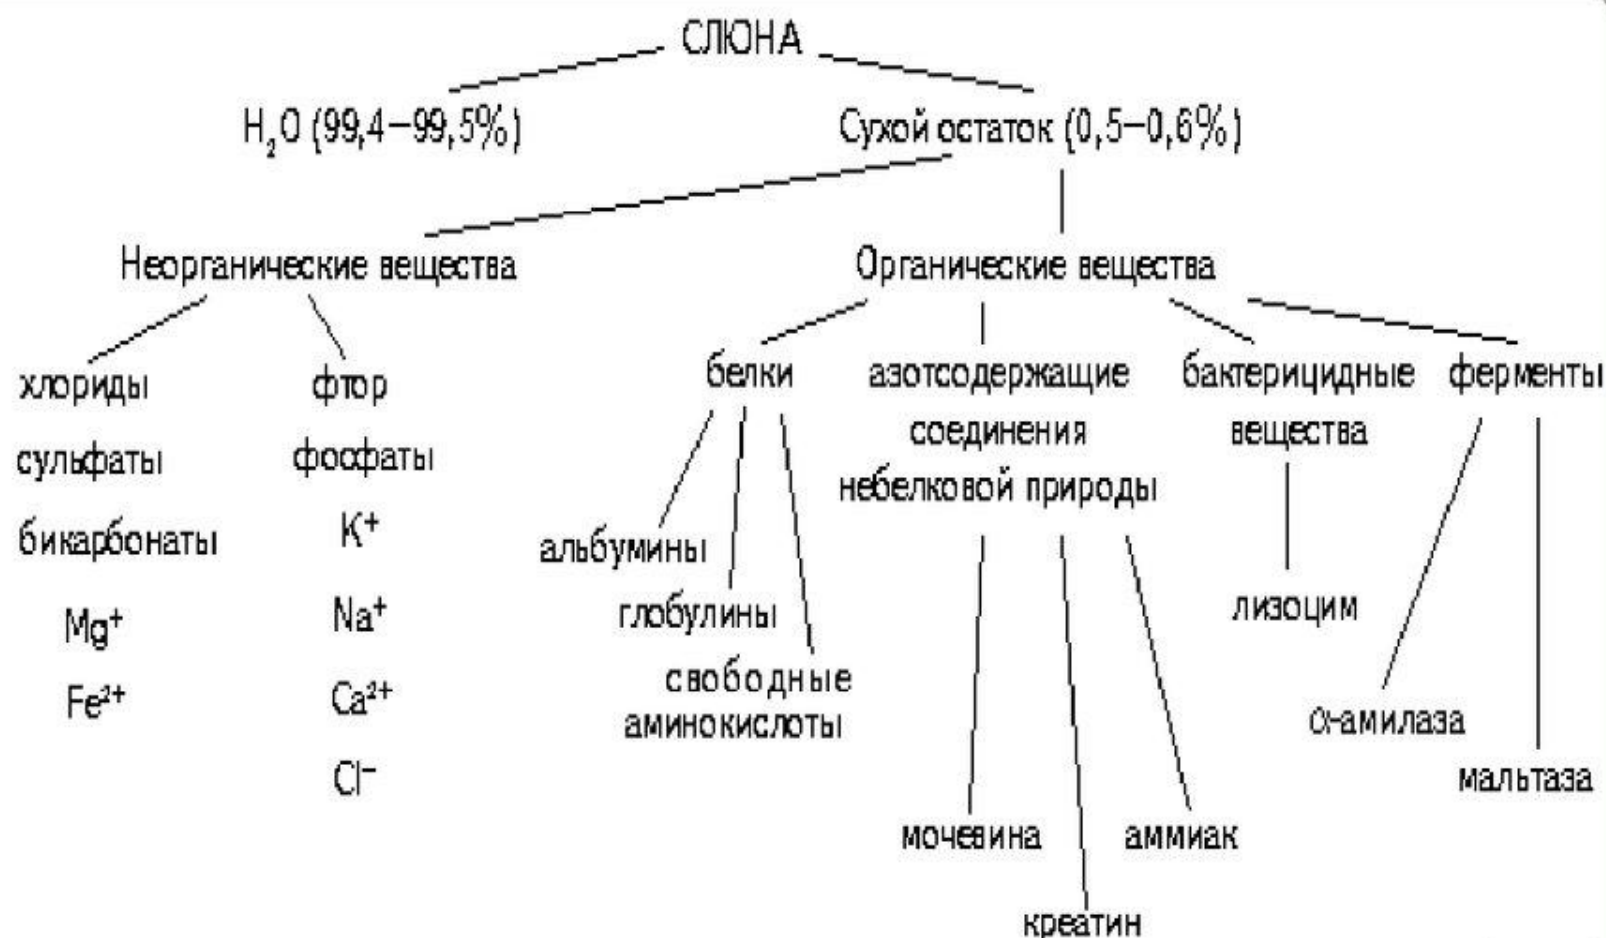 СЛЮНА
H₂O (99,4–99,5%)
Сухой остаток (0,5–0,6%)
Неорганические вещества
Органические вещества
хлориды
сульфаты
бикарбонаты
Mg⁺
Fe²⁺
фтор
фосфаты
K⁺
Na⁺
Ca²⁺
Cl⁻
белки
альбумины
глобулины
свободные
аминокислоты
азотсодержащие
соединения
небелковой природы
мочевина
креатин
аммиак
бактерицидные
вещества
лизоцим
ферменты
α-амилаза
мальтаза